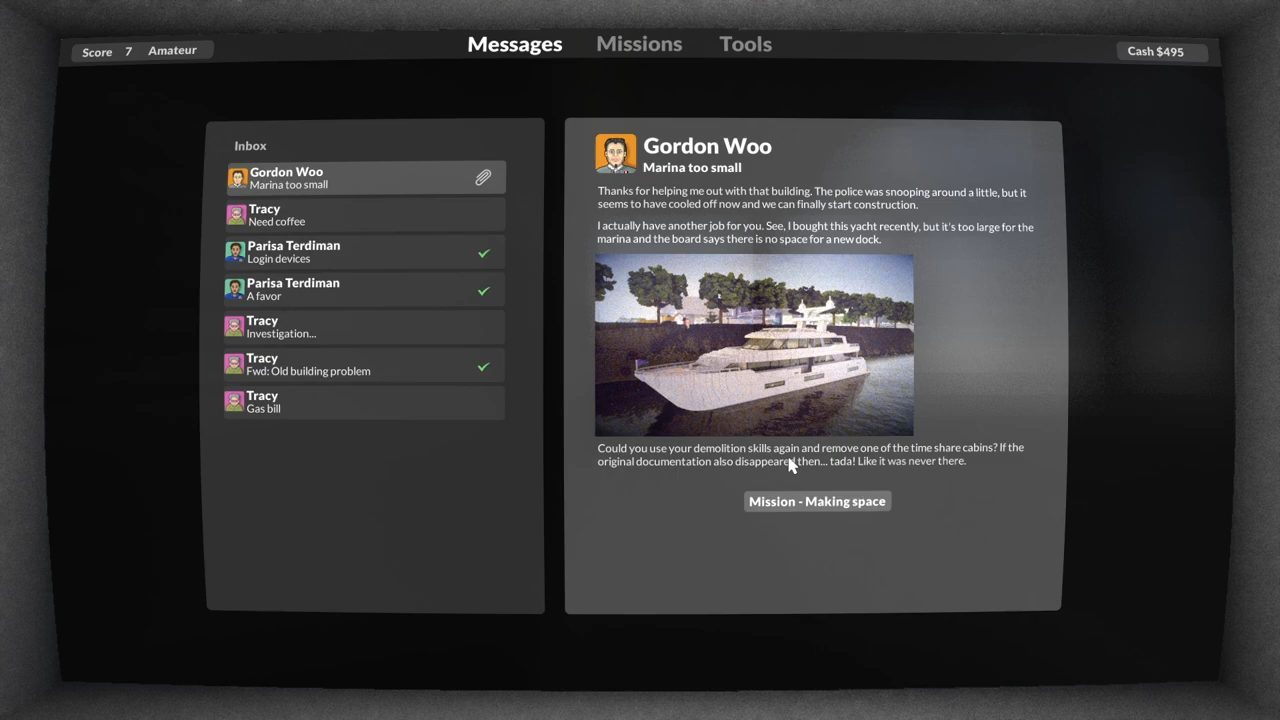 Score 7 Amateur
Messages Missions Tools
Cash $495
Inbox
Gordon Woo
Marina too small
Tracy
Need coffee
Parisa Terdiman
Login devices
Parisa Terdiman
A favor
Tracy
Investigation...
Tracy
Fwd: Old building problem
Tracy
Gas bill
Gordon Woo
Marina too small
Thanks for helping me out with that building. The police was snooping around a little, but it
seems to have cooled off now and we can finally start construction.
I actually have another job for you. See, I bought this yacht recently, but it's too large for the
marina and the board says there is no space for a new dock.
Could you use your demolition skills again and remove one of the time share cabins? If the
original documentation also disappeared then... tada! Like it was never there.
Mission - Making space